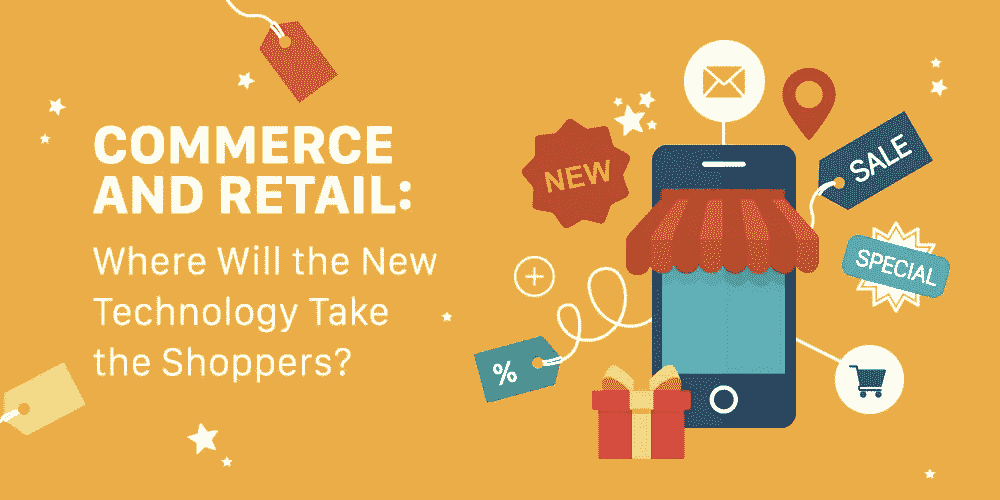 COMMERCE
AND RETAIL:
Where Will the New
Technology Take
the Shoppers?
NEW
SALE
SPECIAL
%